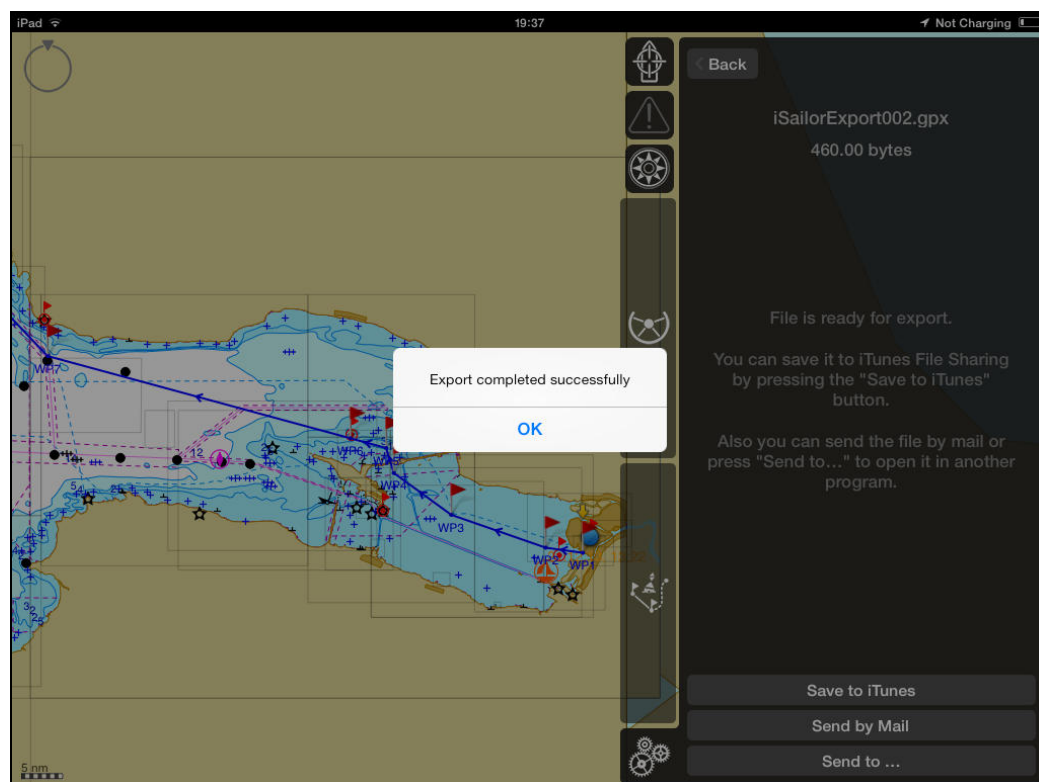 iPad
19:37
Not Charging
Back
iSailorExport002.gpx
460.00 bytes
File is ready for export.
You can save it to iTunes File Sharing
by pressing the "Save to iTunes"
button.
Also you can send the file by mail or
press "Send to..." to open it in another
program.
Export completed successfully
OK
WP7
WP6
WP5
WP4
WP3
WP2
WP1
12
5 nm
Save to iTunes
Send by Mail
Send to ...